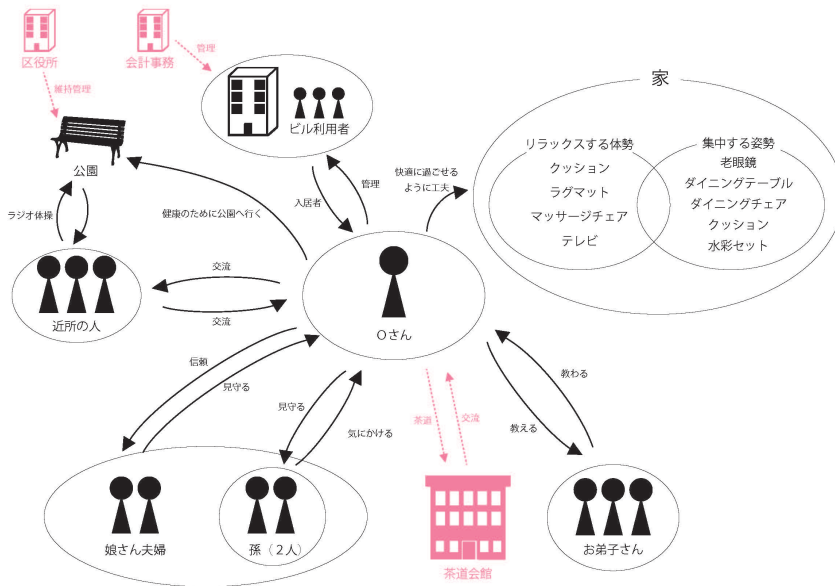 区役所
会計事務
管理
維持管理
ビル利用者
公園
ラジオ体操
健康のために公園へ行く
入居者
管理
快適に過ごせる
ように工夫
家
リラックスする体勢
クッション
ラグマット
マッサージチェア
テレビ
集中する姿勢
老眼鏡
ダイニングテーブル
ダイニングチェア
クッション
水彩セット
近所の人
交流
交流
Oさん
信頼
見守る
見守る
気にかける
茶道
交流
教わる
教える
娘さん夫婦
孫（２人）
茶道会館
お弟子さん